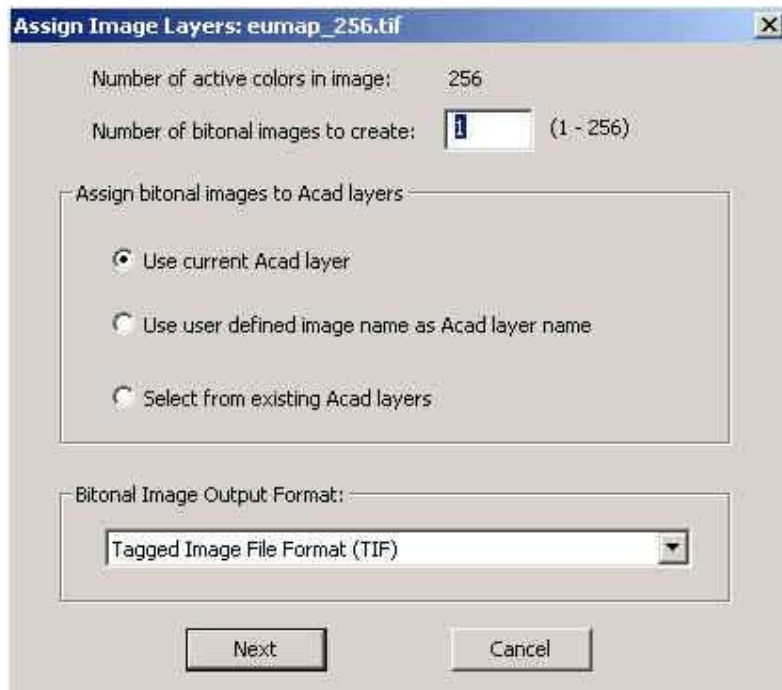 Assign Image Layers: eumap_256.tif
Number of active colors in image: 256
Number of bitonal images to create: 1 (1 - 256)
Assign bitonal images to Acad layers
Use current Acad layer
Use user defined image name as Acad layer name
Select from existing Acad layers
Bitonal Image Output Format:
Tagged Image File Format (TIF)
Next Cancel